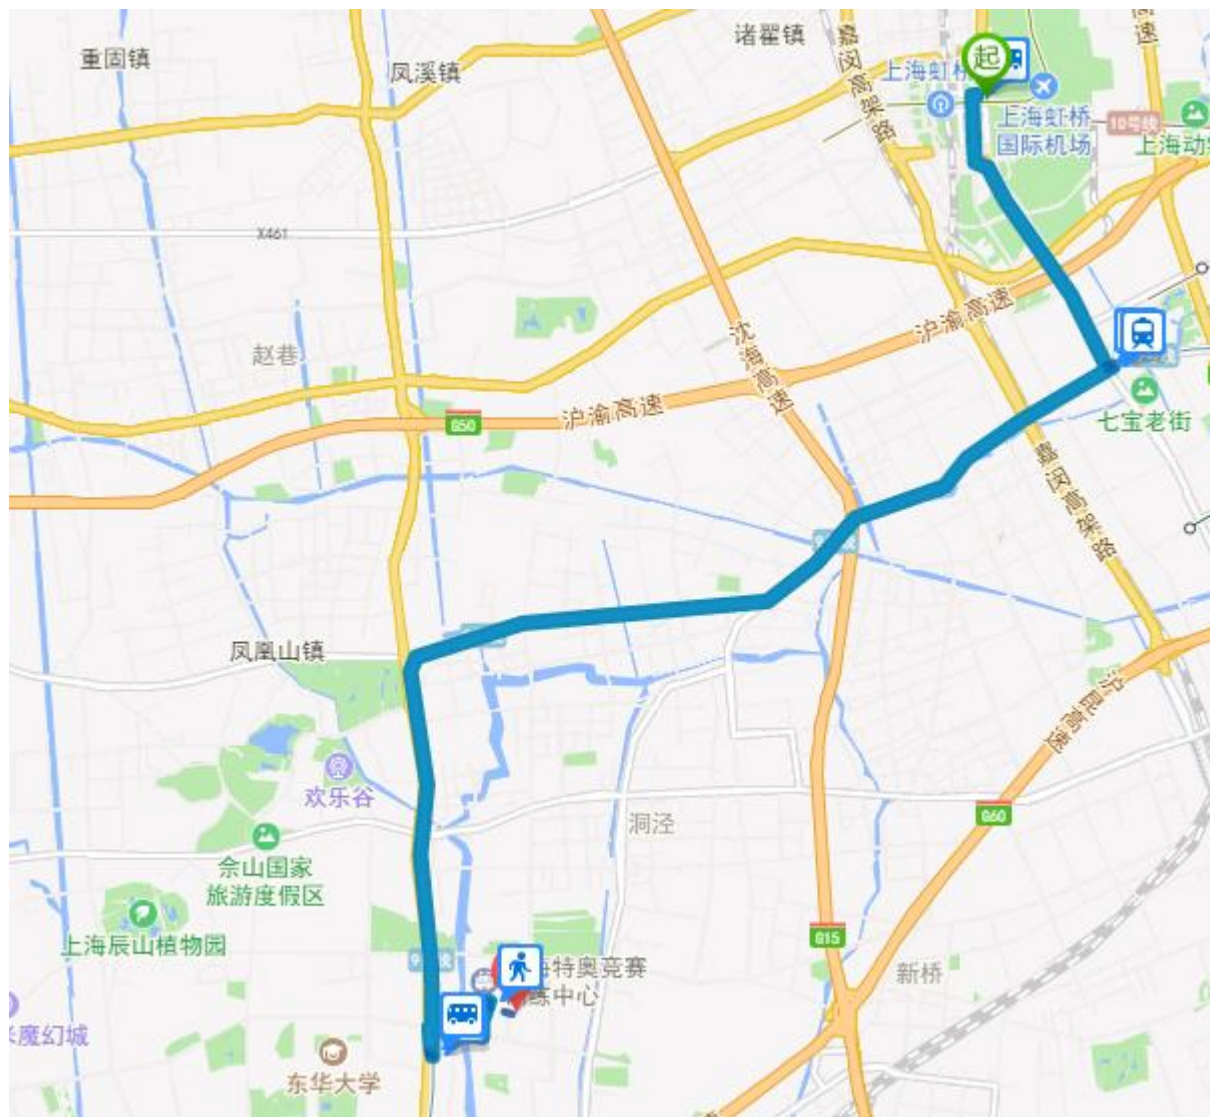 重固镇
凤溪镇
诸翟镇
嘉闵高架路
高速
起
上海虹桥
上海虹桥
国际机场
10号线
上海动
X461
沪渝高速
沈海高速
赵巷
G50
沪渝高速
七宝老街
嘉闵高架路
凤凰山镇
沪昆高速
欢乐谷
G60
洞泾
佘山国家
旅游度假区
上海辰山植物园
G15
新桥
特奥竞赛
练中心
魔幻城
东华大学